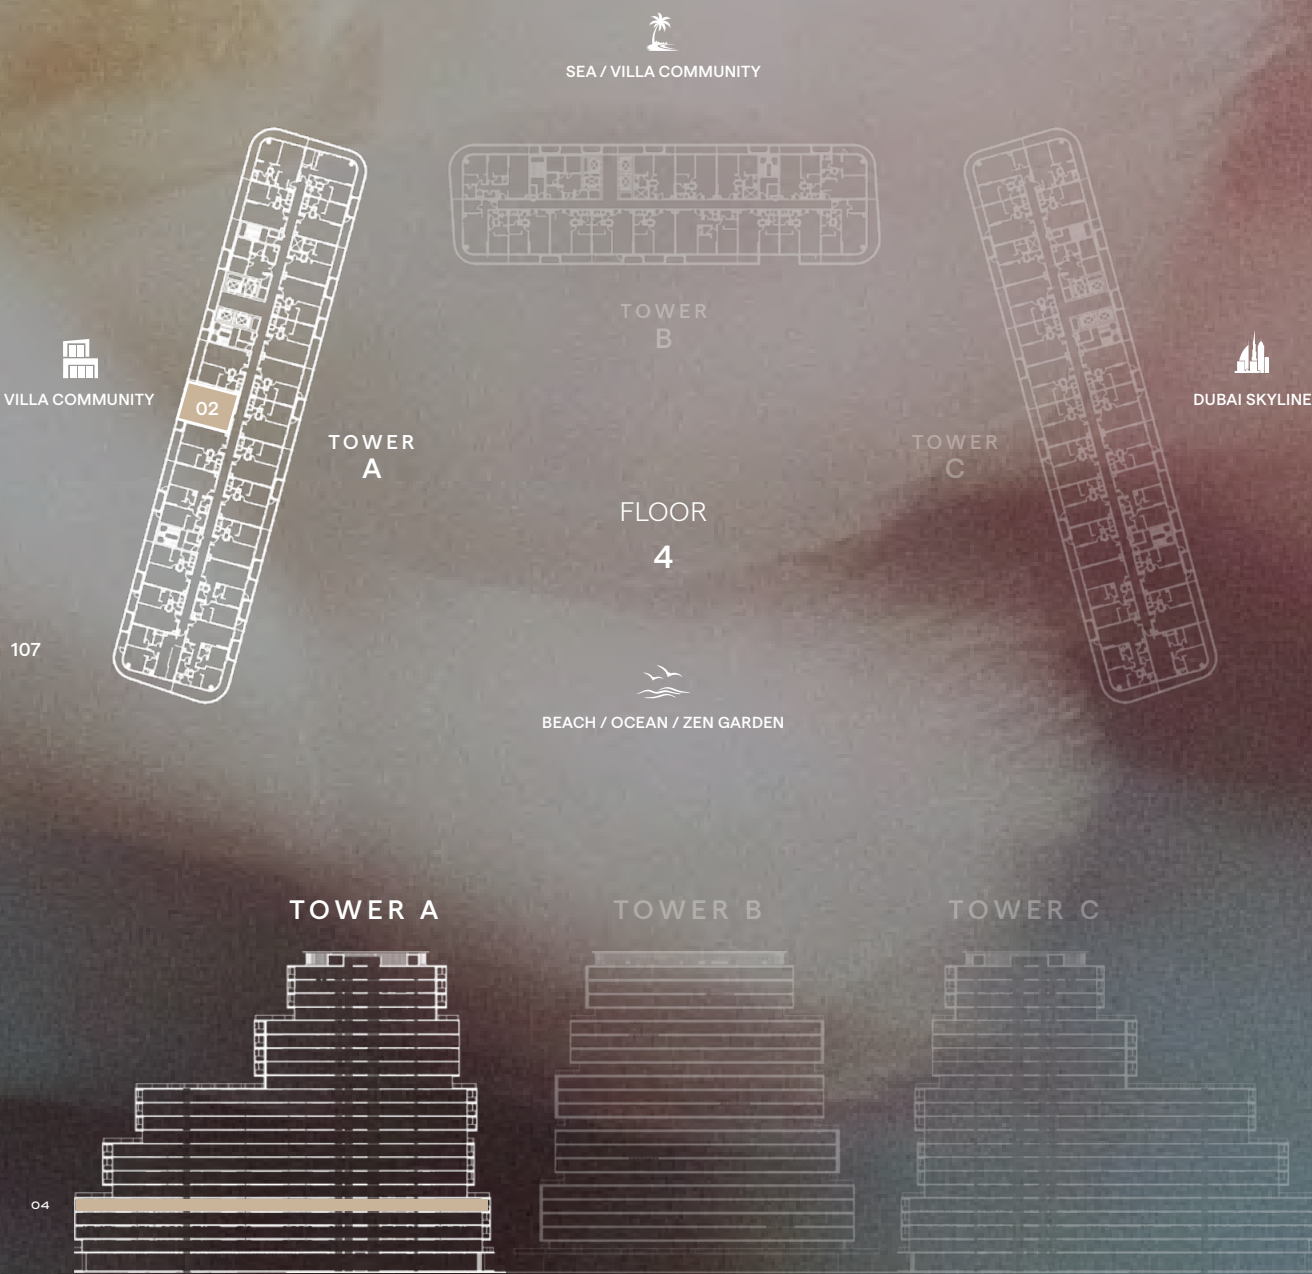 SEA / VILLA COMMUNITY
TOWER
B
VILLA COMMUNITY
DUBAI SKYLINE
02
TOWER
A
TOWER
C
FLOOR
4
107
BEACH / OCEAN / ZEN GARDEN
TOWER A
TOWER B
TOWER C
04